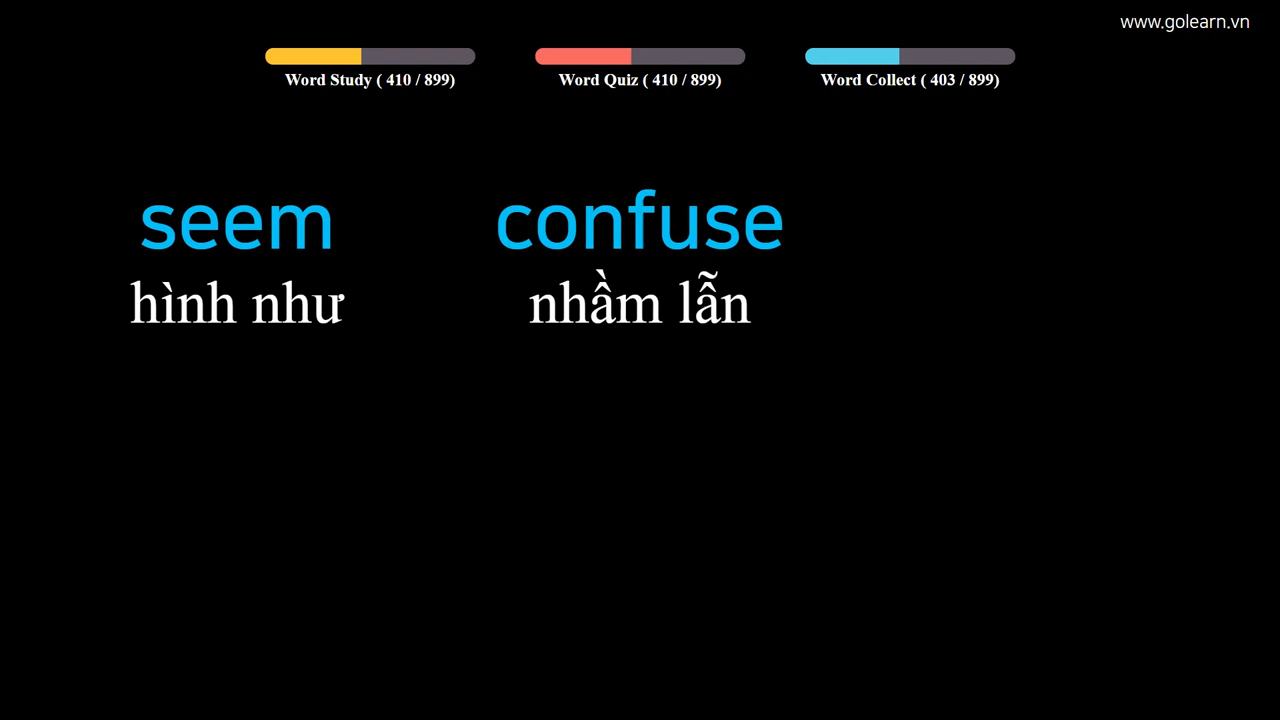 www.golearn.vn
Word Study ( 410 / 899)
Word Quiz ( 410 / 899)
Word Collect ( 403 / 899)
seem
hình như
confuse
nhầm lẫn